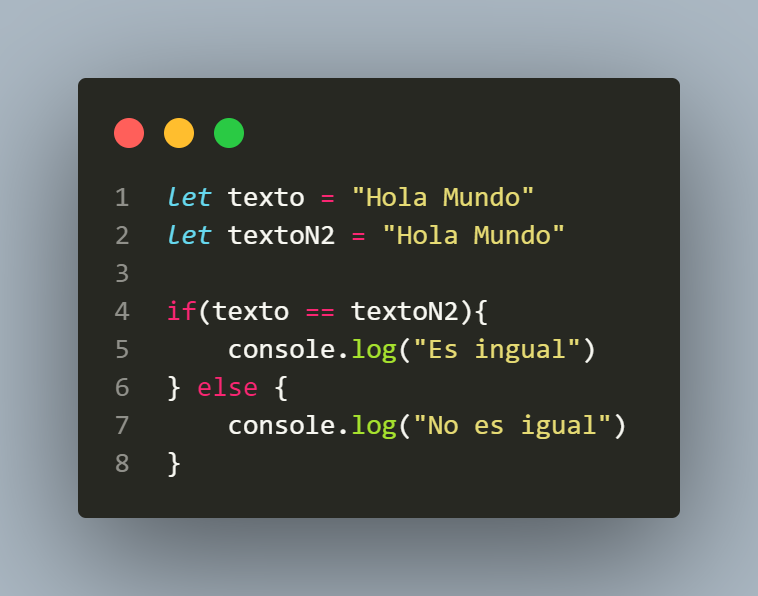 1 let texto = "Hola Mundo"
2 let textoN2 = "Hola Mundo"
3
4 if(texto == textoN2){
5     console.log("Es ingual")
6 } else {
7     console.log("No es igual")
8 }